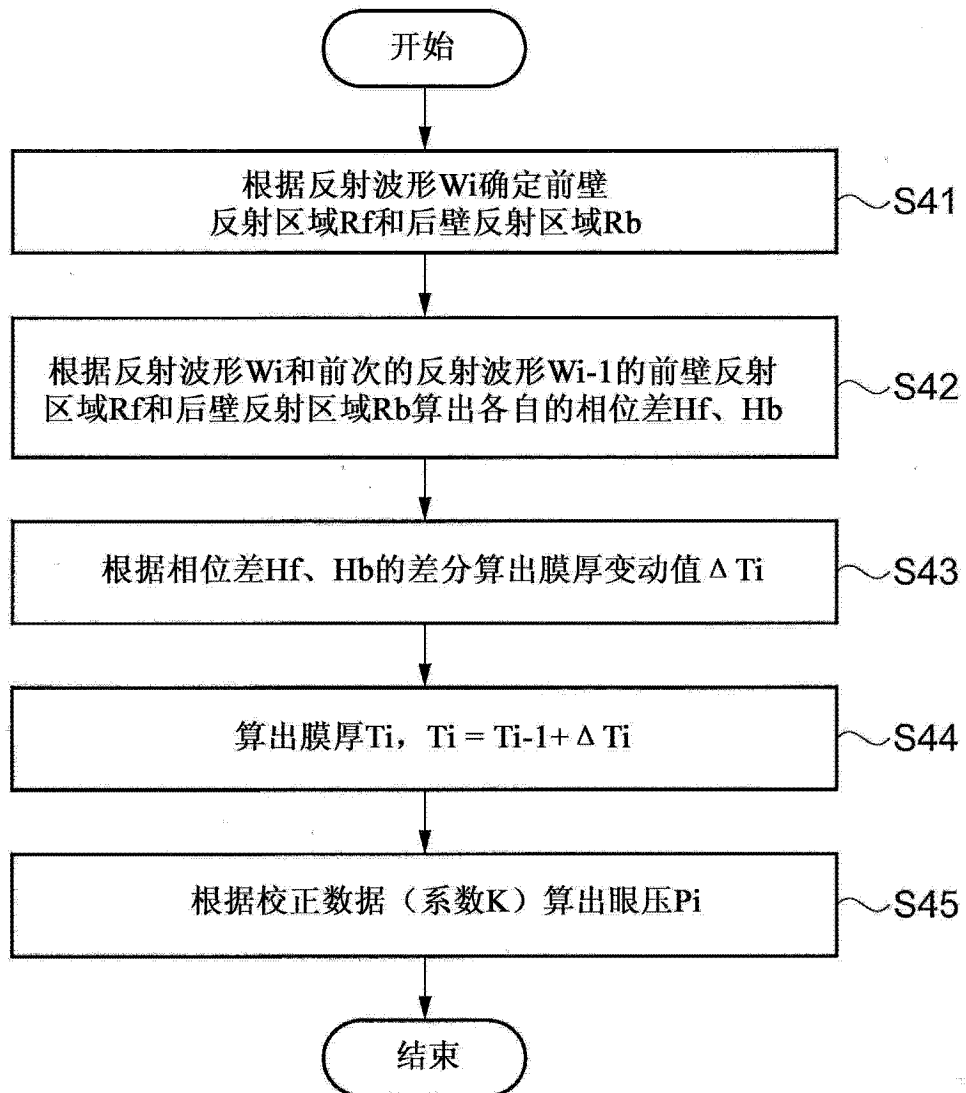 开始
根据反射波形Wi确定前壁
反射区域Rf和后壁反射区域Rb
S41
根据反射波形Wi和前次的反射波形Wi-1的前壁反射
区域Rf和后壁反射区域Rb算出各自的相位差Hf、Hb
S42
根据相位差Hf、Hb的差分算出膜厚变动值ΔTi
S43
算出膜厚Ti，Ti = Ti-1+ΔTi
S44
根据校正数据（系数K）算出眼压Pi
S45
结束